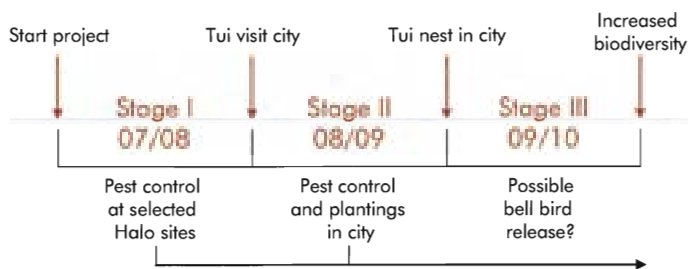 Start project
Tui visit city
Tui nest in city
Increased
biodiversity
Stage I
07/08
Stage II
08/09
Stage III
09/10
Pest control
at selected
Halo sites
Pest control
and plantings
in city
Possible
bell bird
release?